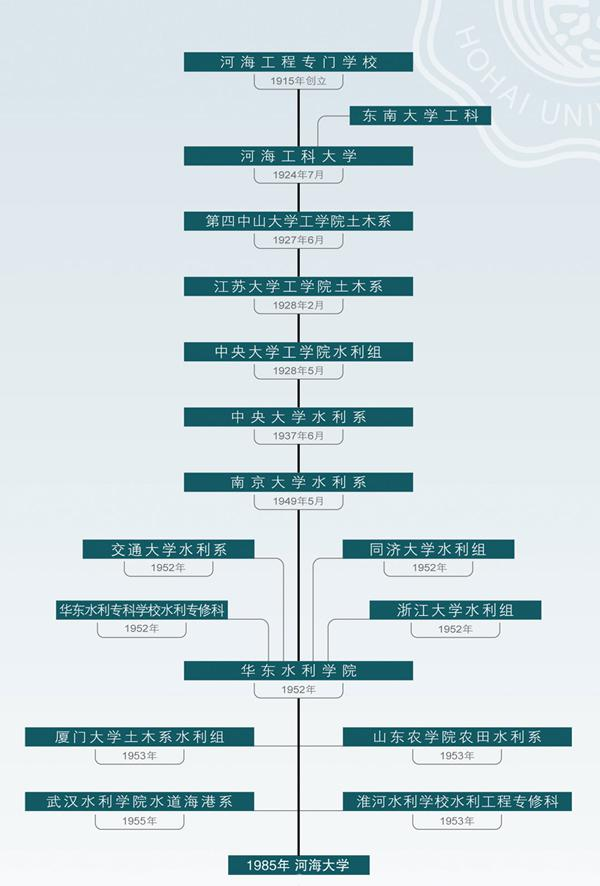 HOHAI UNIV
河海工程专门学校
1915年创立
东南大学工科
河海工科大学
1924年7月
第四中山大学工学院土木系
1927年6月
江苏大学工学院土木系
1928年2月
中央大学工学院水利组
1928年5月
中央大学水利系
1937年6月
南京大学水利系
1949年5月
交通大学水利系
1952年
同济大学水利组
1952年
华东水利专科学校水利专修科
1952年
浙江大学水利组
1952年
华东水利学院
1952年
厦门大学土木系水利组
1953年
山东农学院农田水利系
1953年
武汉水利学院水道海港系
1955年
淮河水利学校水利工程专修科
1953年
1985年 河海大学